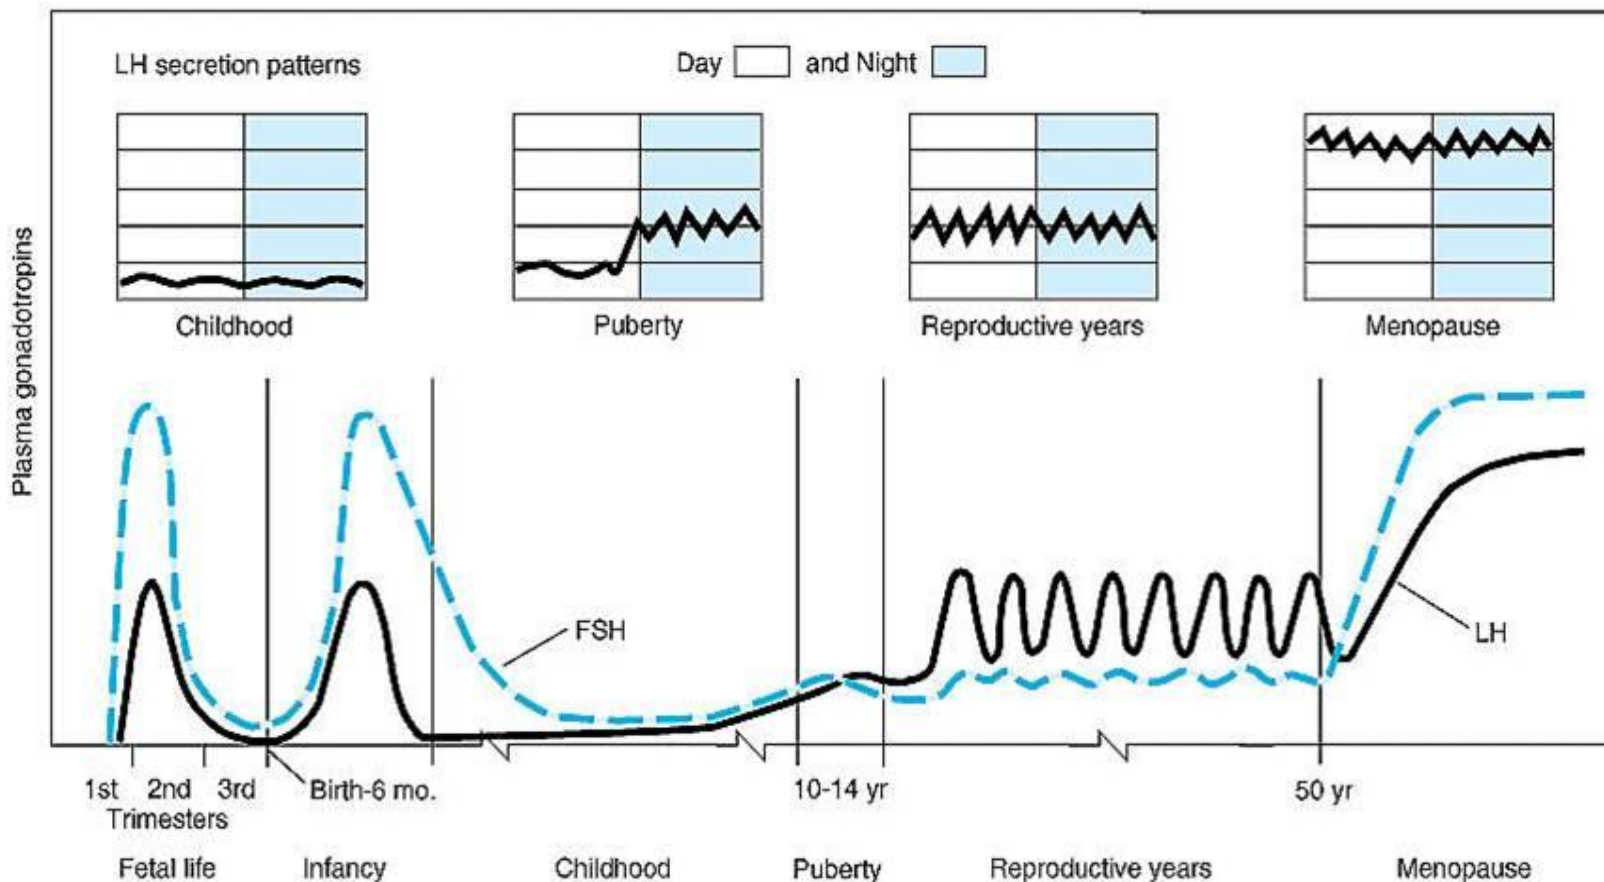 LH secretion patterns
Day and Night
Childhood
Puberty
Reproductive years
Menopause
Plasma gonadotropins
FSH
LH
1st 2nd 3rd
Trimesters
Birth-6 mo.
10-14 yr
50 yr
Fetal life
Infancy
Childhood
Puberty
Reproductive years
Menopause